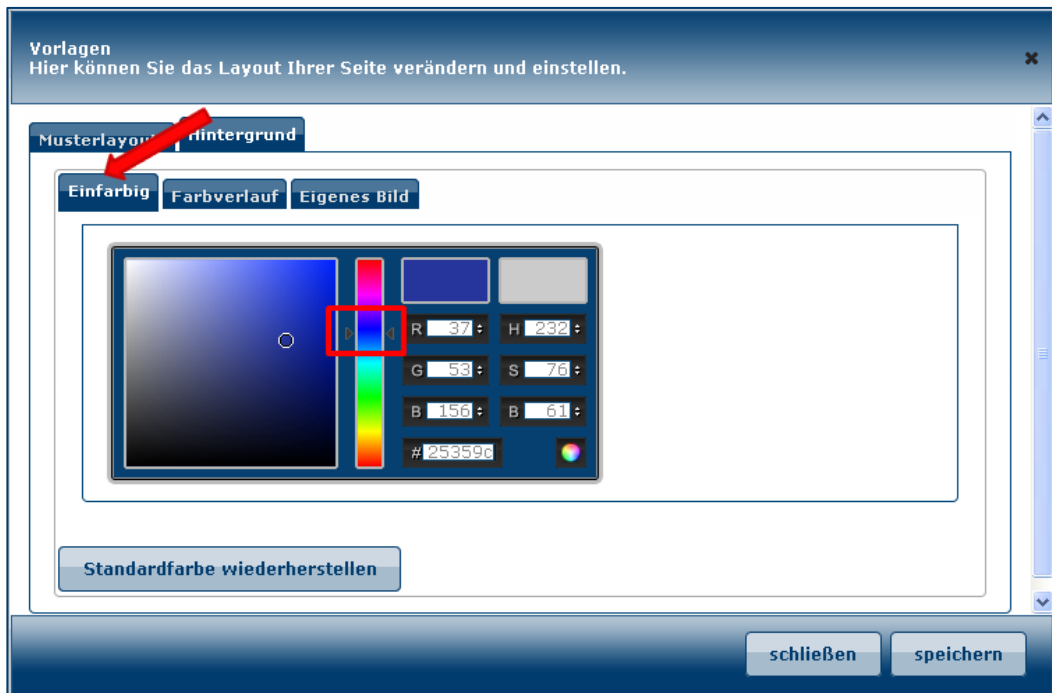 Vorlagen
Hier können Sie das Layout Ihrer Seite verändern und einstellen.
Musterlayout Hintergrund
Einfarbig Farbverlauf Eigenes Bild
R 37 H 232
G 53 S 76
B 156 B 61
# 25359c
Standardfarbe wiederherstellen
schließen speichern